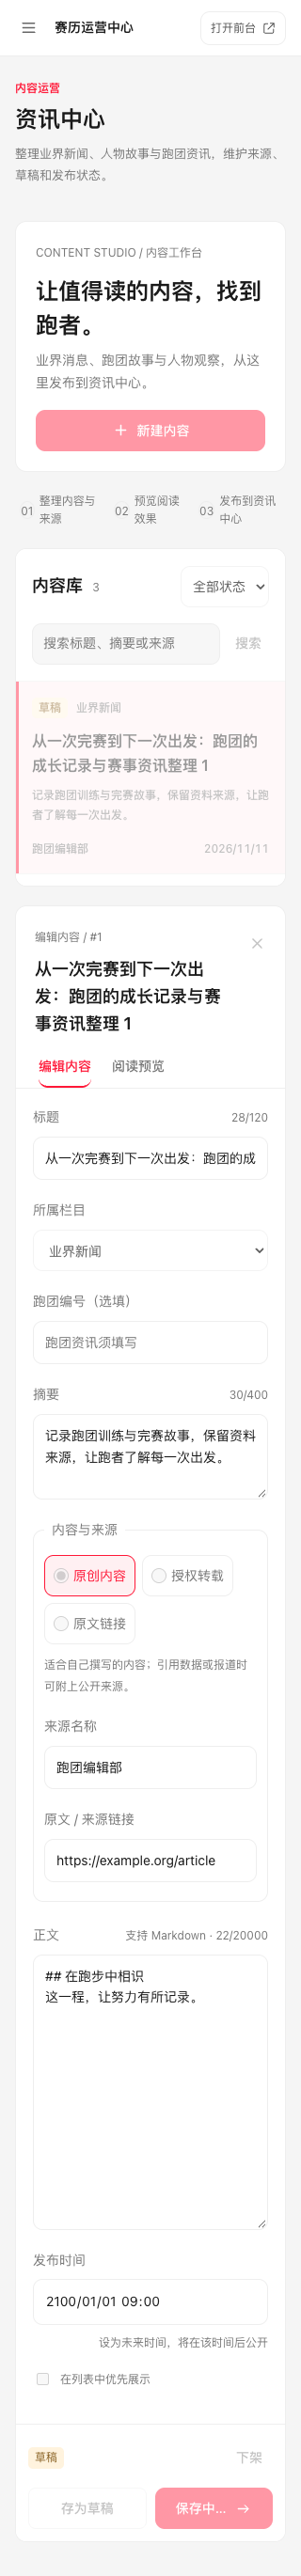 赛历运营中心
打开前台
内容运营
资讯中心
整理业界新闻、人物故事与跑团资讯，维护来源、
草稿和发布状态。
CONTENT STUDIO / 内容工作台
让值得读的内容，找到
跑者。
业界消息、跑团故事与人物观察，从这
里发布到资讯中心。
+ 新建内容
01 整理内容与来源
02 预览阅读效果
03 发布到资讯中心
内容库 3
全部状态
搜索标题、摘要或来源
搜索
草稿 业界新闻
从一次完赛到下一次出发：跑团的
成长记录与赛事资讯整理 1
记录跑团训练与完赛故事，保留资料来源，让跑
者了解每一次出发。
跑团编辑部 2026/11/11
编辑内容 / #1
从一次完赛到下一次出
发：跑团的成长记录与赛
事资讯整理 1
编辑内容 阅读预览
标题 28/120
从一次完赛到下一次出发：跑团的成
所属栏目
业界新闻
跑团编号（选填）
跑团资讯须填写
摘要 30/400
记录跑团训练与完赛故事，保留资料
来源，让跑者了解每一次出发。
内容与来源
原创内容 授权转载
原文链接
适合自己撰写的内容；引用数据或报道时
可附上公开来源。
来源名称
跑团编辑部
原文 / 来源链接
https://example.org/article
正文 支持 Markdown · 22/20000
## 在跑步中相识
这一程，让努力有所记录。
发布时间
2100/01/01 09:00
设为未来时间，将在该时间后公开
在列表中优先展示
草稿 下架
存为草稿 保存中... →